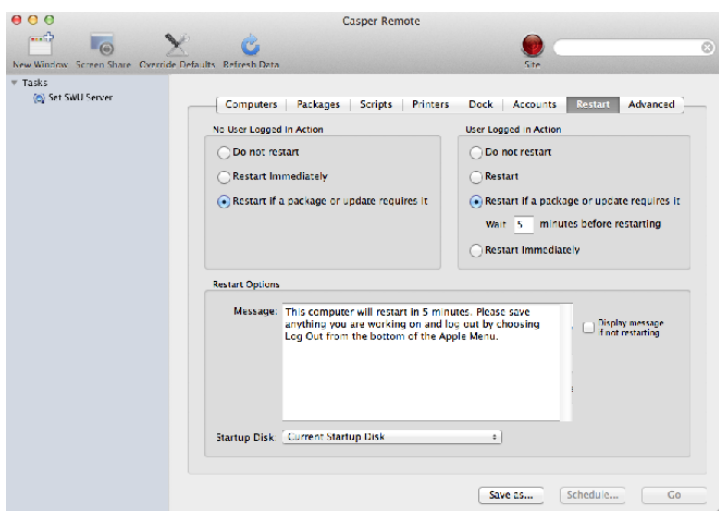 Casper Remote
New Window Screen Share Override Defaults Refresh Data Site
Tasks
Set SWU Server
Computers Packages Scripts Printers Dock Accounts Restart Advanced
No User Logged In Action
Do not restart
Restart Immediately
Restart if a package or update requires it
User Logged In Action
Do not restart
Restart
Restart if a package or update requires it
Wait 5 minutes before restarting
Restart Immediately
Restart Options
Message:
This computer will restart in 5 minutes. Please save
anything you are working on and log out by choosing
Log Out from the bottom of the Apple Menu.
Display message
if not restarting
Startup Disk: Current Startup Disk
Save as... Schedule... Go